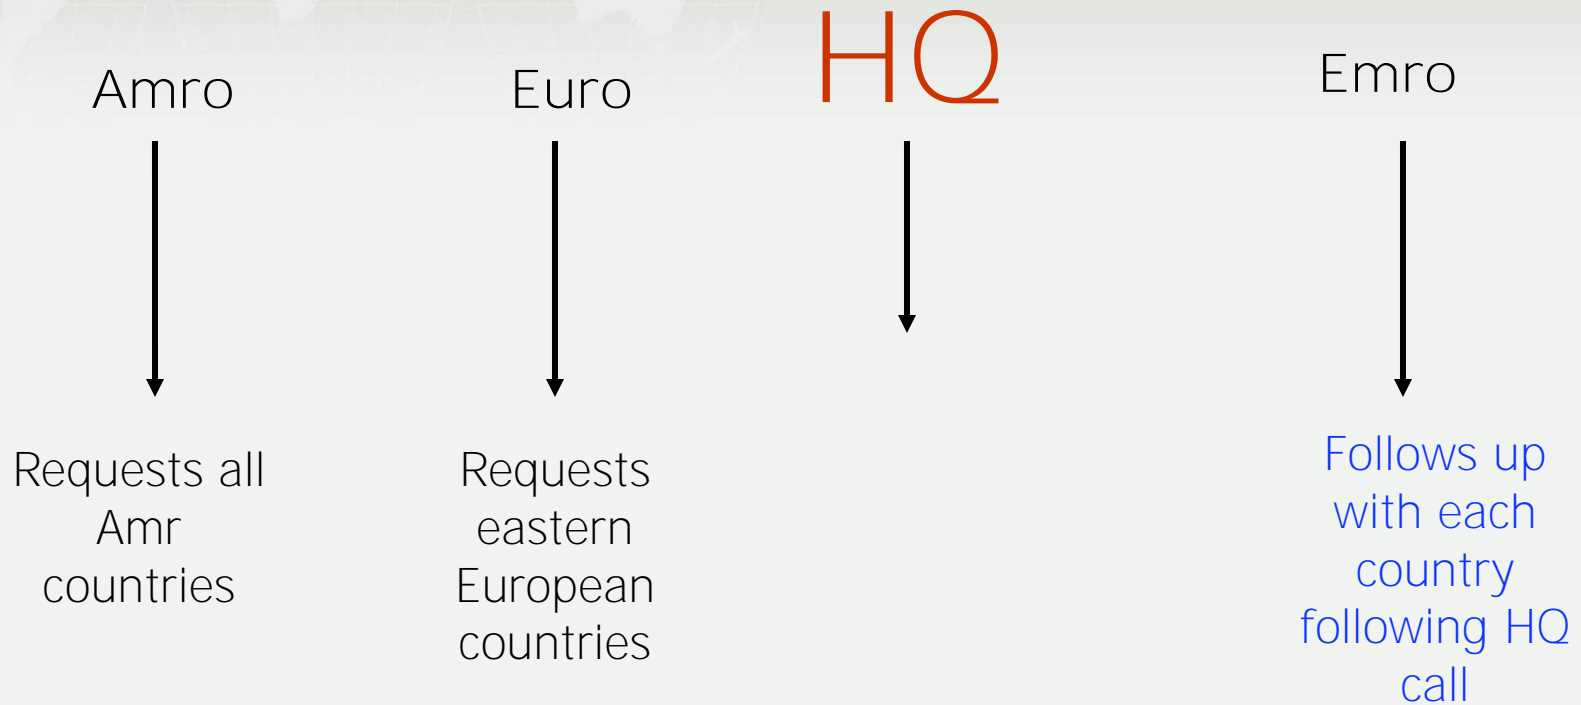 Amro
Euro
HQ
Emro
Requests all
Amr
countries
Requests
eastern
European
countries
Follows up
with each
country
following HQ
call